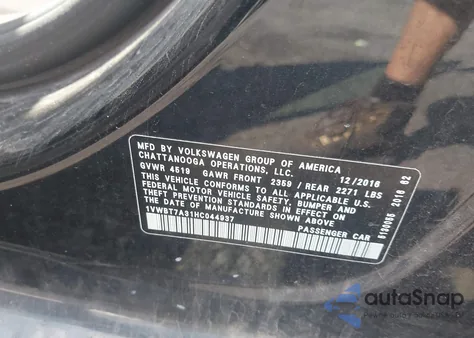 MFD BY VOLKSWAGEN GROUP OF AMERICA
CHATTANOOGA OPERATIONS, LLC. 12/2016
GVWR 4519 GAWR FRONT 2359 / REAR 2271 LBS
THIS VEHICLE CONFORMS TO ALL APPLICABLE U.S.
FEDERAL MOTOR VEHICLE SAFETY, BUMPER AND
THEFT PREVENTION STANDARDS IN EFFECT ON
THE DATE OF MANUFACTURE SHOWN ABOVE.
1VWBT7A31HC044937 PASSENGER CAR
2016 62
autoSnap